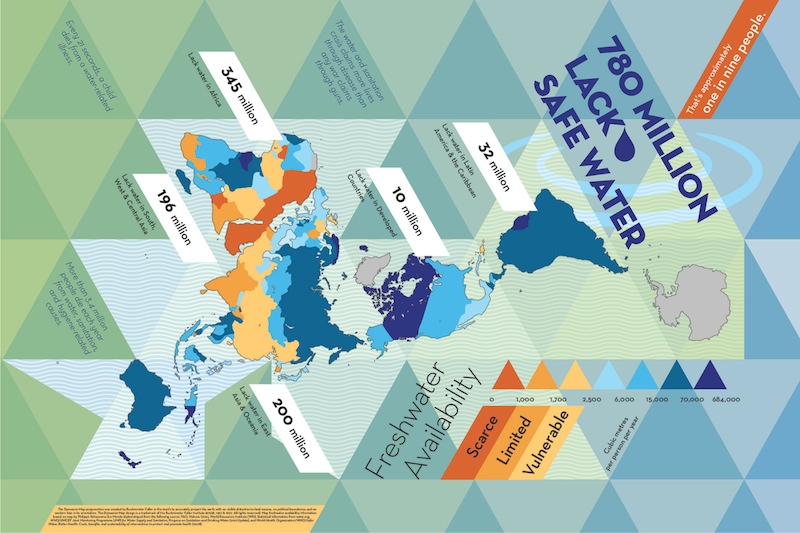 Every 21 seconds, a child
dies from a water-related
illness.
The water and sanitation
crisis claims more lives
through disease than
any war claims
through guns.
780 MILLION
LACK
SAFE WATER
That's approximately
one in nine people.
345 million
Lack water in Africa
32 million
Lack water in Latin
America & the Caribbean
196 million
Lack water in South,
West & Central Asia
10 million
Lack water in Developed
Countries
More than 3.4 million
people die each year
from water, sanitation,
and hygiene-related
causes.
200 million
Lack water in East
Asia & Oceania
Freshwater
Availability
0 1,000 1,700 2,500 6,000 15,000 70,000 684,000
Scarce
Limited
Vulnerable
Cubic metres
per person per year